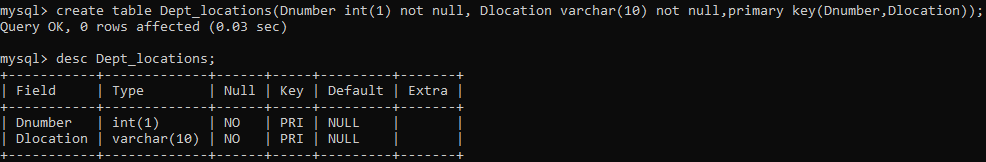 mysql> create table Dept_locations(Dnumber int(1) not null, Dlocation varchar(10) not null,primary key(Dnumber,Dlocation));
Query OK, 0 rows affected (0.03 sec)
mysql> desc Dept_locations;
+-----------+-------------+------+-----+---------+-------+
| Field     | Type        | Null | Key | Default | Extra |
+-----------+-------------+------+-----+---------+-------+
| Dnumber   | int(1)      | NO   | PRI | NULL    |       |
| Dlocation | varchar(10) | NO   | PRI | NULL    |       |
+-----------+-------------+------+-----+---------+-------+